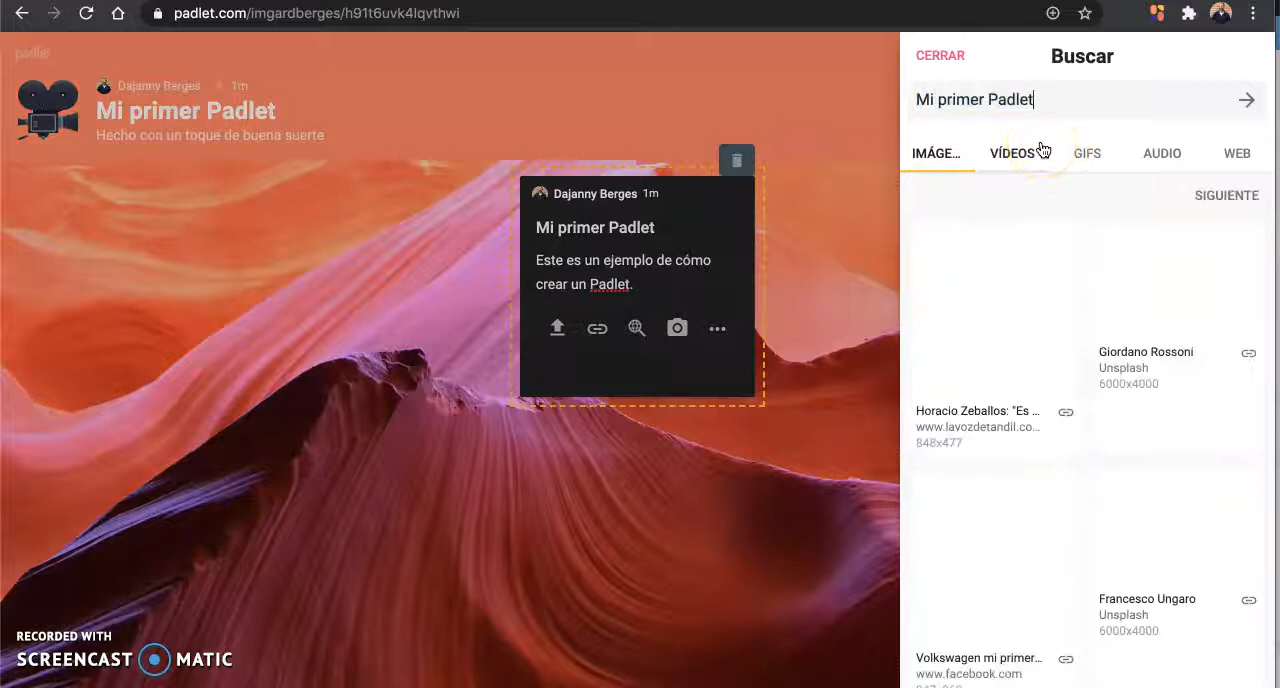 padlet.com/imgardberges/h91t6uvk4lqvthwi
padlet
Dajanny Berges 1m
Mi primer Padlet
Hecho con un toque de buena suerte
Dajanny Berges 1m
Mi primer Padlet
Este es un ejemplo de cómo
crear un Padlet.
CERRAR
Buscar
Mi primer Padlet
IMÁGE... VÍDEOS GIFS AUDIO WEB
SIGUIENTE
Giordano Rossoni
Unsplash
6000x4000
Horacio Zeballos: "Es ...
www.lavozdetandil.co...
848x477
Francesco Ungaro
Unsplash
6000x4000
Volkswagen mi primer...
www.facebook.com
RECORDED WITH
SCREENCAST MATIC